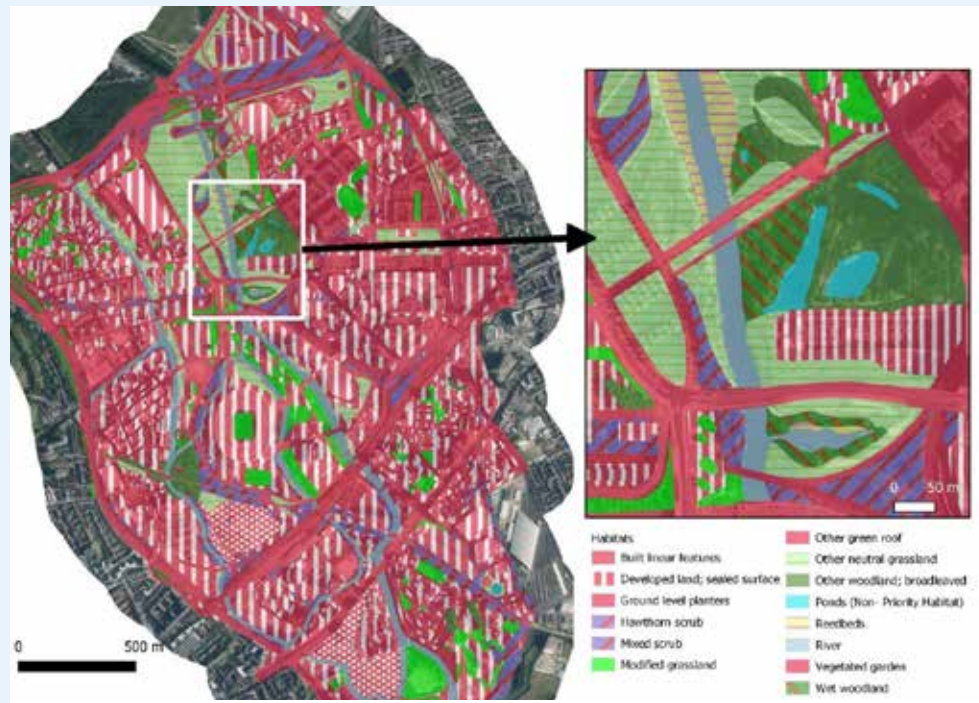 0 50 m
0 500 m
Habitats
Built linear features
Developed land; sealed surface
Ground level planters
Hawthorn scrub
Mixed scrub
Modified grassland
Other green roof
Other neutral grassland
Other woodland; broadleaved
Ponds (Non- Priority Habitat)
Reedbeds
River
Vegetated garden
Wet woodland